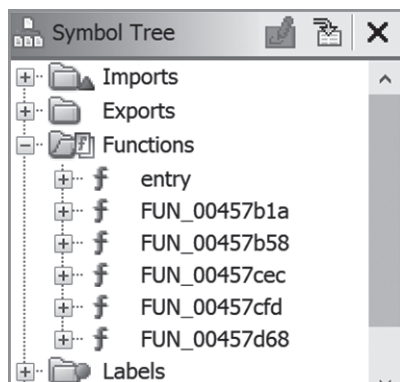 Symbol Tree
Imports
Exports
Functions
entry
FUN_00457b1a
FUN_00457b58
FUN_00457cec
FUN_00457cfd
FUN_00457d68
Labels